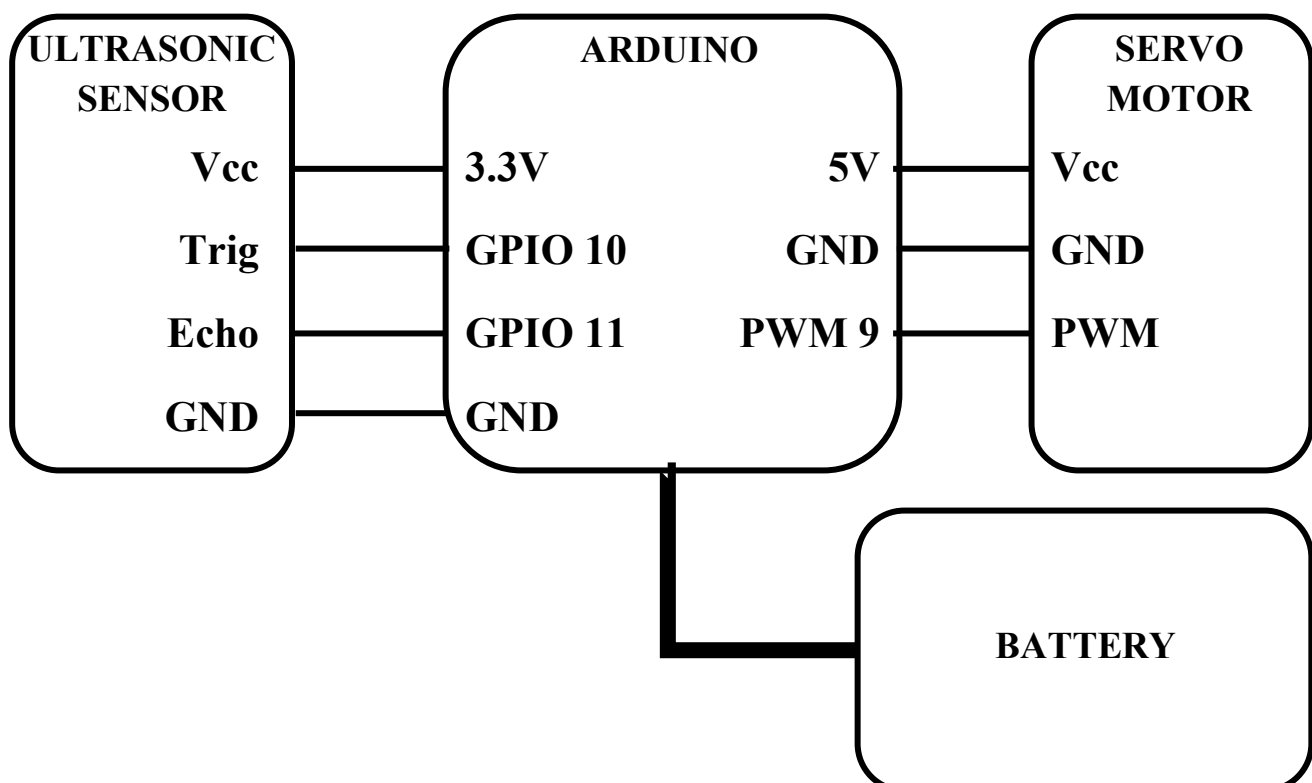 ULTRASONIC
SENSOR
Vcc
Trig
Echo
GND
ARDUINO
3.3V
GPIO 10
GPIO 11
GND
5V
GND
PWM 9
SERVO
MOTOR
Vcc
GND
PWM
BATTERY